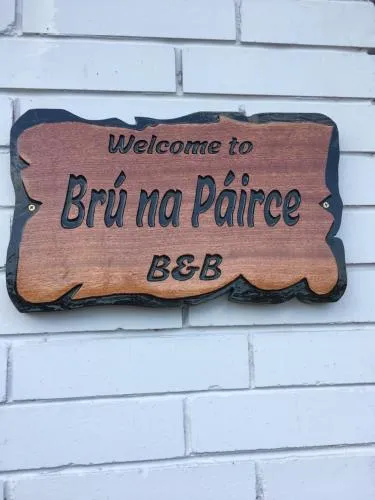 Welcome to
Brú na Páirce
B&B